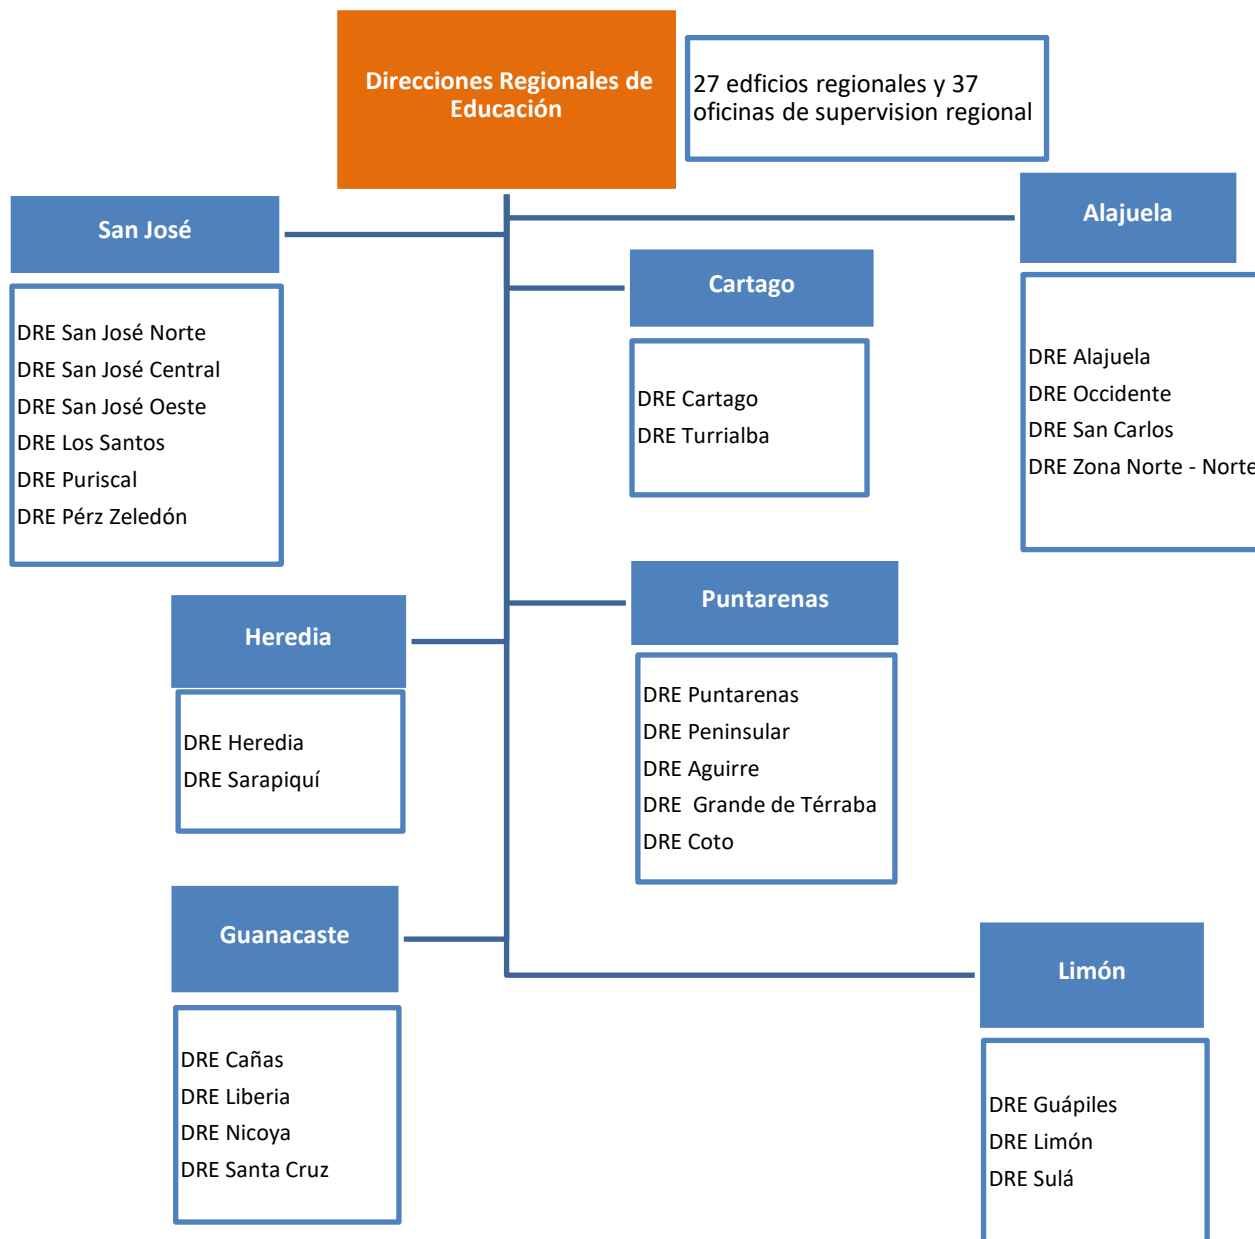 Direcciones Regionales de
Educación
27 edficios regionales y 37
oficinas de supervision regional
San José
DRE San José Norte
DRE San José Central
DRE San José Oeste
DRE Los Santos
DRE Puriscal
DRE Pérz Zeledón
Alajuela
DRE Alajuela
DRE Occidente
DRE San Carlos
DRE Zona Norte - Norte
Cartago
DRE Cartago
DRE Turrialba
Heredia
DRE Heredia
DRE Sarapiquí
Puntarenas
DRE Puntarenas
DRE Peninsular
DRE Aguirre
DRE  Grande de Térraba
DRE Coto
Guanacaste
DRE Cañas
DRE Liberia
DRE Nicoya
DRE Santa Cruz
Limón
DRE Guápiles
DRE Limón
DRE Sulá